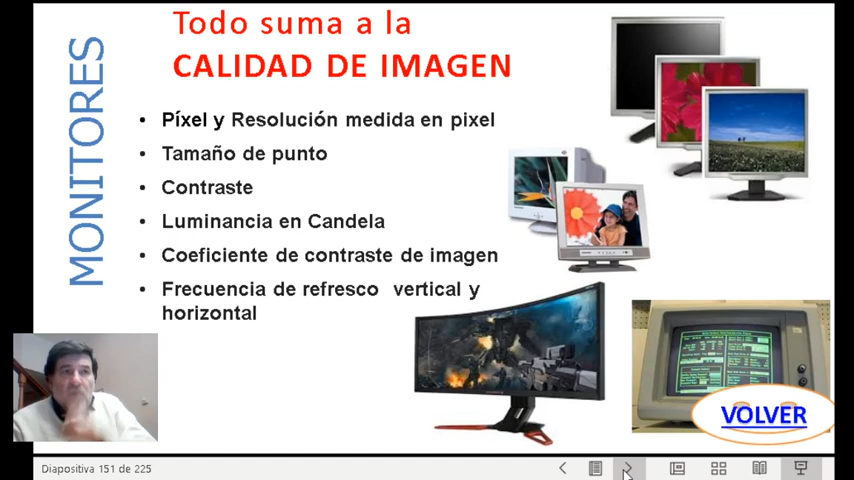 MONITORES
Todo suma a la
CALIDAD DE IMAGEN
• Píxel y Resolución medida en pixel
• Tamaño de punto
• Contraste
• Luminancia en Candela
• Coeficiente de contraste de imagen
• Frecuencia de refresco vertical y
horizontal
VOLVER
Diapositiva 151 de 225